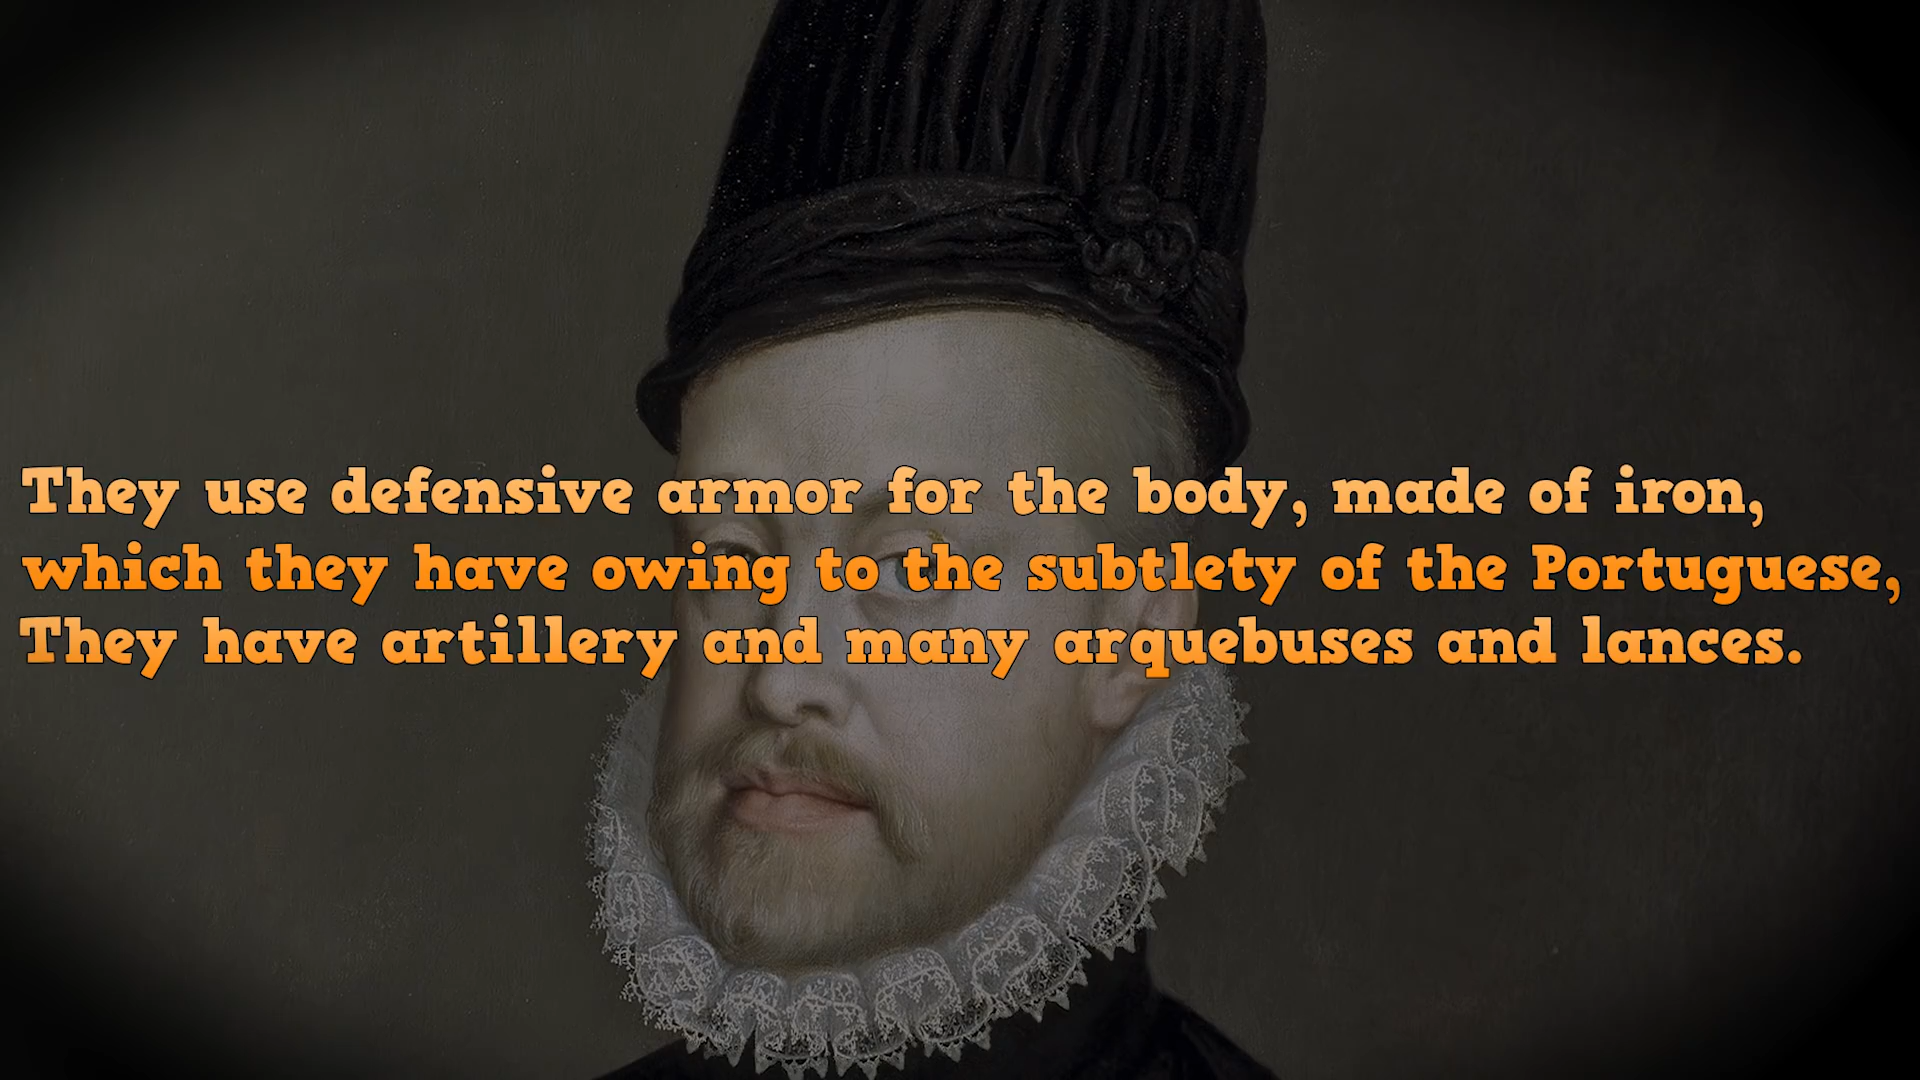 They use defensive armor for the body, made of iron,
which they have owing to the subtlety of the Portuguese,
They have artillery and many arquebuses and lances.